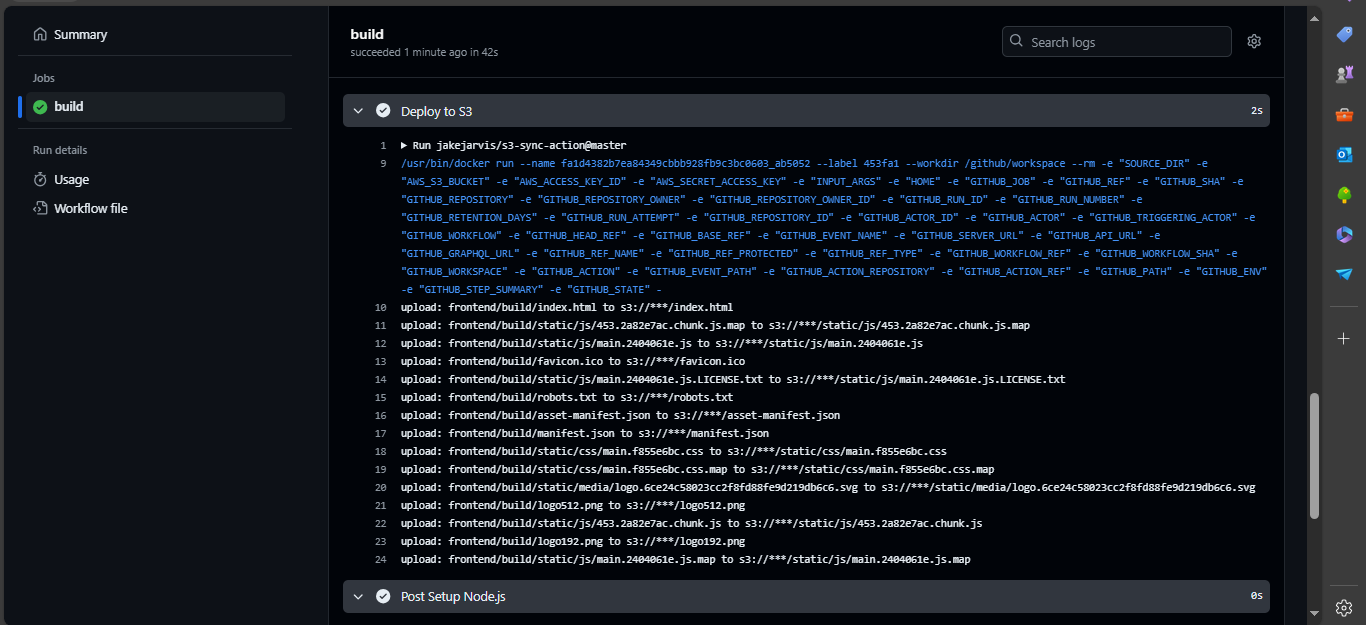 Summary
Jobs
build
Run details
Usage
Workflow file
build
succeeded 1 minute ago in 42s
Search logs
Deploy to S3 2s
1 Run jakejarvis/s3-sync-action@master
9 /usr/bin/docker run --name fa1d4382b7ea84349cbbb928fb9c3bc0603_ab5052 --label 453fa1 --workdir /github/workspace --rm -e "SOURCE_DIR" -e
"AWS_S3_BUCKET" -e "AWS_ACCESS_KEY_ID" -e "AWS_SECRET_ACCESS_KEY" -e "INPUT_ARGS" -e "HOME" -e "GITHUB_JOB" -e "GITHUB_REF" -e "GITHUB_SHA" -e
"GITHUB_REPOSITORY" -e "GITHUB_REPOSITORY_OWNER" -e "GITHUB_REPOSITORY_OWNER_ID" -e "GITHUB_RUN_ID" -e "GITHUB_RUN_NUMBER" -e
"GITHUB_RETENTION_DAYS" -e "GITHUB_RUN_ATTEMPT" -e "GITHUB_REPOSITORY_ID" -e "GITHUB_ACTOR_ID" -e "GITHUB_ACTOR" -e "GITHUB_TRIGGERING_ACTOR" -e
"GITHUB_WORKFLOW" -e "GITHUB_HEAD_REF" -e "GITHUB_BASE_REF" -e "GITHUB_EVENT_NAME" -e "GITHUB_SERVER_URL" -e "GITHUB_API_URL" -e
"GITHUB_GRAPHQL_URL" -e "GITHUB_REF_NAME" -e "GITHUB_REF_PROTECTED" -e "GITHUB_REF_TYPE" -e "GITHUB_WORKFLOW_REF" -e "GITHUB_WORKFLOW_SHA" -e
"GITHUB_WORKSPACE" -e "GITHUB_ACTION" -e "GITHUB_EVENT_PATH" -e "GITHUB_ACTION_REPOSITORY" -e "GITHUB_ACTION_REF" -e "GITHUB_PATH" -e "GITHUB_ENV"
-e "GITHUB_STEP_SUMMARY" -e "GITHUB_STATE" -
10 upload: frontend/build/index.html to s3://***/index.html
11 upload: frontend/build/static/js/453.2a82e7ac.chunk.js.map to s3://***/static/js/453.2a82e7ac.chunk.js.map
12 upload: frontend/build/static/js/main.2404061e.js to s3://***/static/js/main.2404061e.js
13 upload: frontend/build/favicon.ico to s3://***/favicon.ico
14 upload: frontend/build/static/js/main.2404061e.js.LICENSE.txt to s3://***/static/js/main.2404061e.js.LICENSE.txt
15 upload: frontend/build/robots.txt to s3://***/robots.txt
16 upload: frontend/build/asset-manifest.json to s3://***/asset-manifest.json
17 upload: frontend/build/manifest.json to s3://***/manifest.json
18 upload: frontend/build/static/css/main.f855e6bc.css to s3://***/static/css/main.f855e6bc.css
19 upload: frontend/build/static/css/main.f855e6bc.css.map to s3://***/static/css/main.f855e6bc.css.map
20 upload: frontend/build/static/media/logo.6ce24c58023cc2f8fd88fe9d219db6c6.svg to s3://***/static/media/logo.6ce24c58023cc2f8fd88fe9d219db6c6.svg
21 upload: frontend/build/logo512.png to s3://***/logo512.png
22 upload: frontend/build/static/js/453.2a82e7ac.chunk.js to s3://***/static/js/453.2a82e7ac.chunk.js
23 upload: frontend/build/logo192.png to s3://***/logo192.png
24 upload: frontend/build/static/js/main.2404061e.js.map to s3://***/static/js/main.2404061e.js.map
Post Setup Node.js 0s